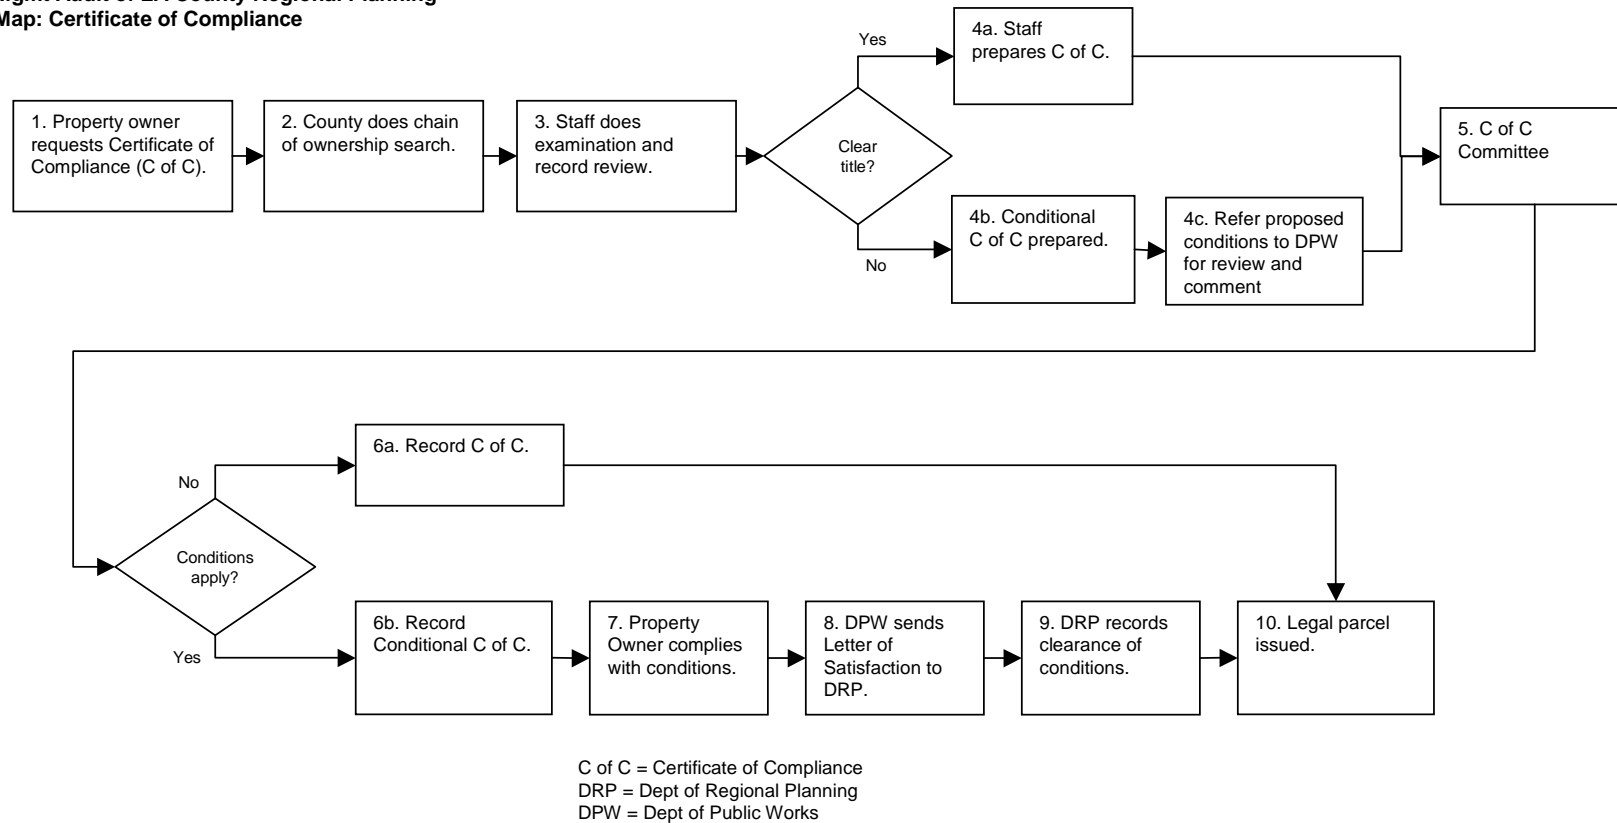 Map: Certificate of Compliance
Yes
4a. Staff
prepares C of C.
1. Property owner
requests Certificate of
Compliance (C of C).
2. County does chain
of ownership search.
3. Staff does
examination and
record review.
Clear
title?
5. C of C
Committee
No
4b. Conditional
C of C prepared.
4c. Refer proposed
conditions to DPW
for review and
comment
6a. Record C of C.
No
Conditions
apply?
Yes
6b. Record
Conditional C of C.
7. Property
Owner complies
with conditions.
8. DPW sends
Letter of
Satisfaction to
DRP.
9. DRP records
clearance of
conditions.
10. Legal parcel
issued.
C of C = Certificate of Compliance
DRP = Dept of Regional Planning
DPW = Dept of Public Works